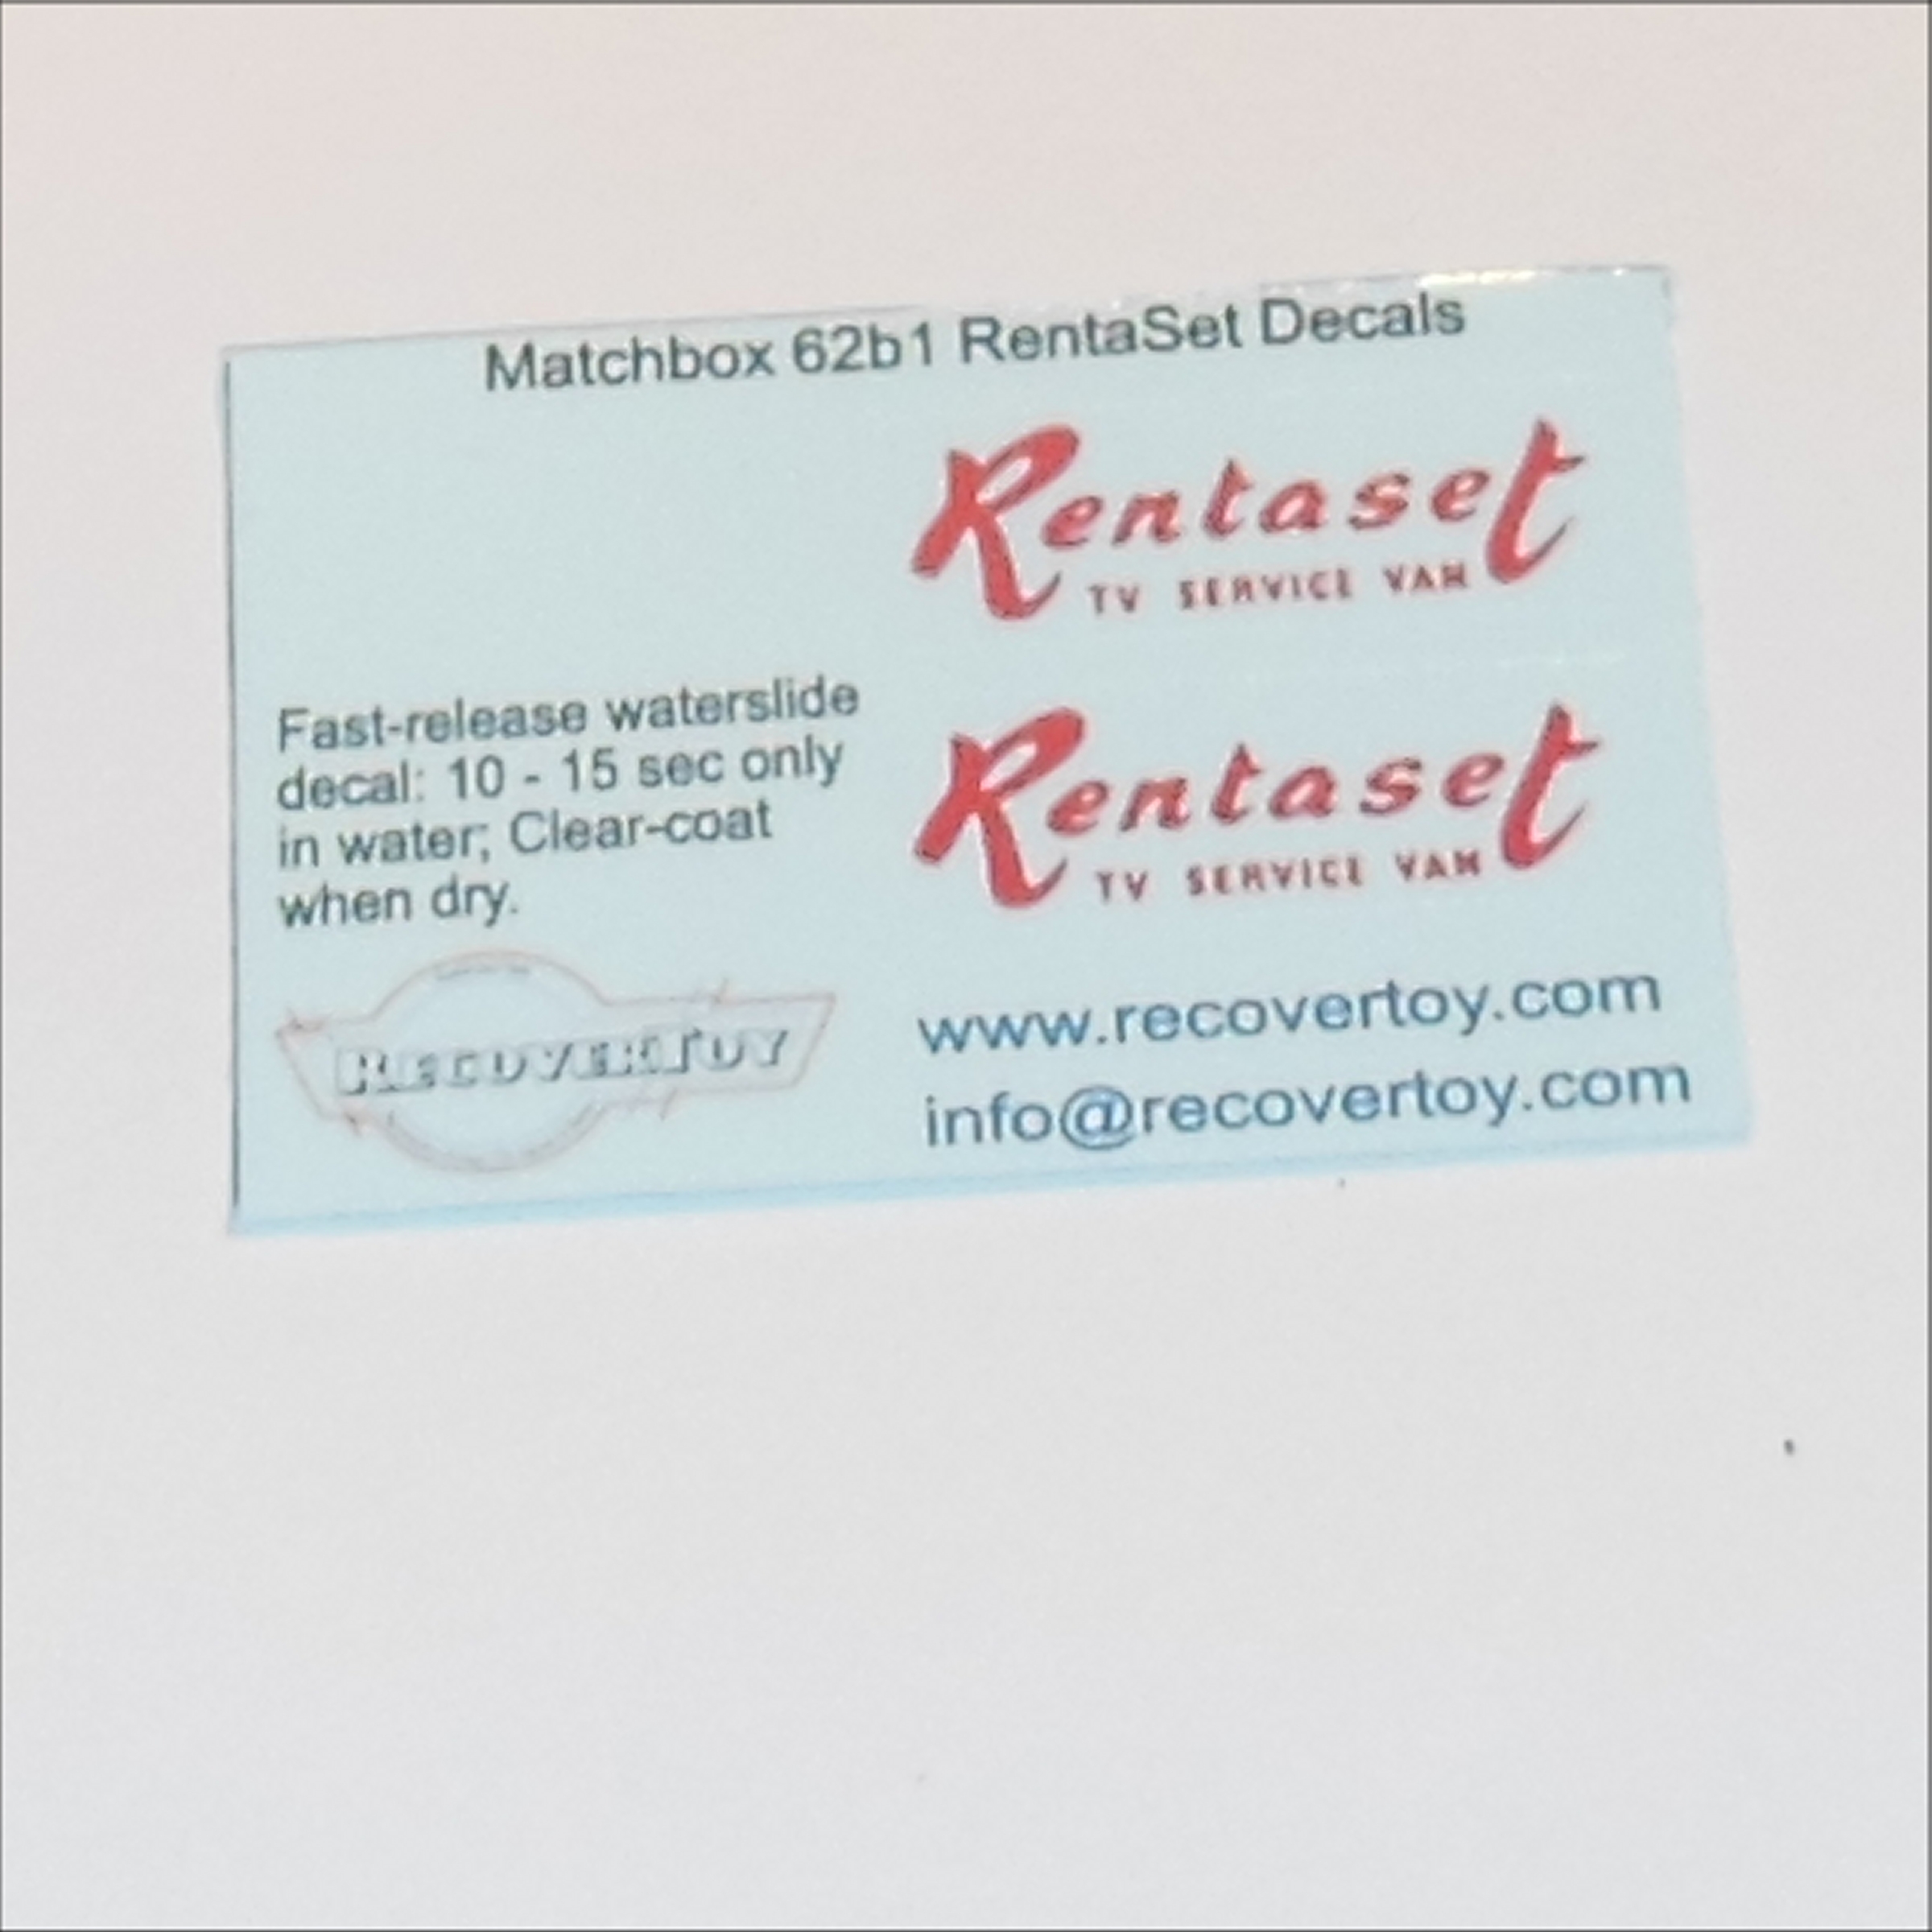 Matchbox 62b1 RentaSet Decals
Rentaset
TV SERVICE VAN
Fast-release waterslide
decal: 10 - 15 sec only
in water; Clear-coat
when dry.
Rentaset
TV SERVICE VAN
RECOVERTOY
www.recovertoy.com
info@recovertoy.com